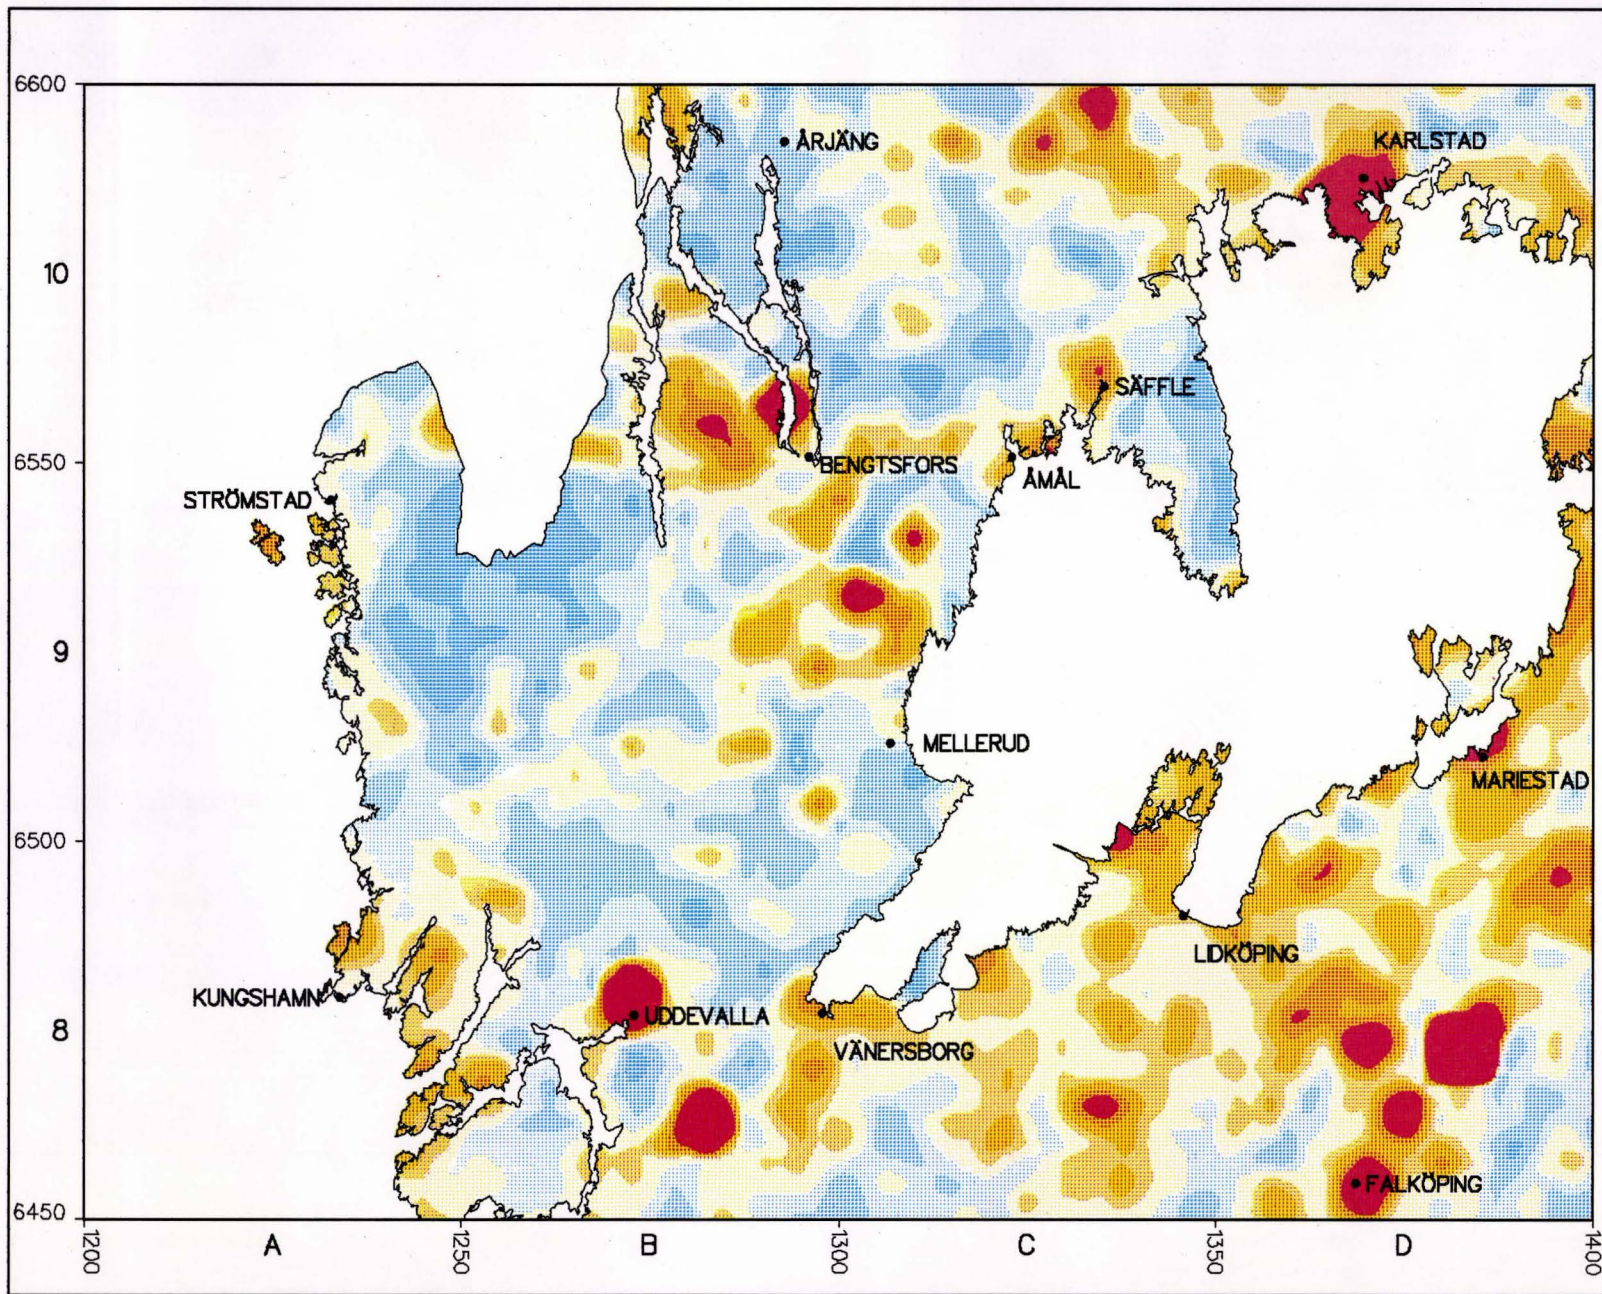 6600
ÅRJÄNG
KARLSTAD
10
SÄFFLE
6550
BENGTSFORS
ÅMÅL
STRÖMSTAD
9
MELLERUD
MARIESTAD
6500
LIDKÖPING
KUNGSHAMN
UDDEVALLA
8
VÄNERSBORG
FALKÖPING
6450
1200
A
1250
B
1300
C
1350
D
1400